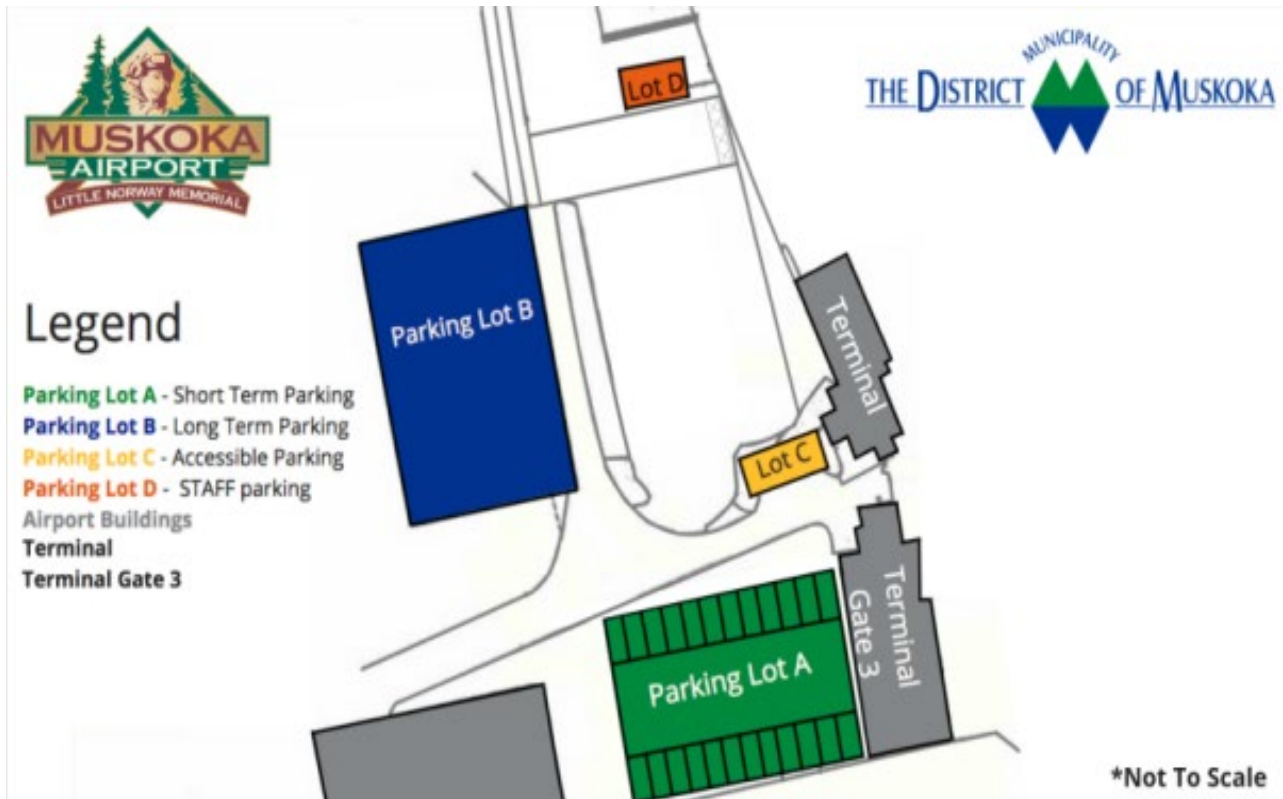 MUSKOKA
AIRPORT
LITTLE NORWAY MEMORIAL
MUNICIPALITY
THE DISTRICT OF MUSKOKA
Lot D
Parking Lot B
Terminal
Lot C
Legend
Parking Lot A - Short Term Parking
Parking Lot B - Long Term Parking
Parking Lot C - Accessible Parking
Parking Lot D - STAFF parking
Airport Buildings
Terminal
Terminal Gate 3
Parking Lot A
Terminal
Gate 3
*Not To Scale